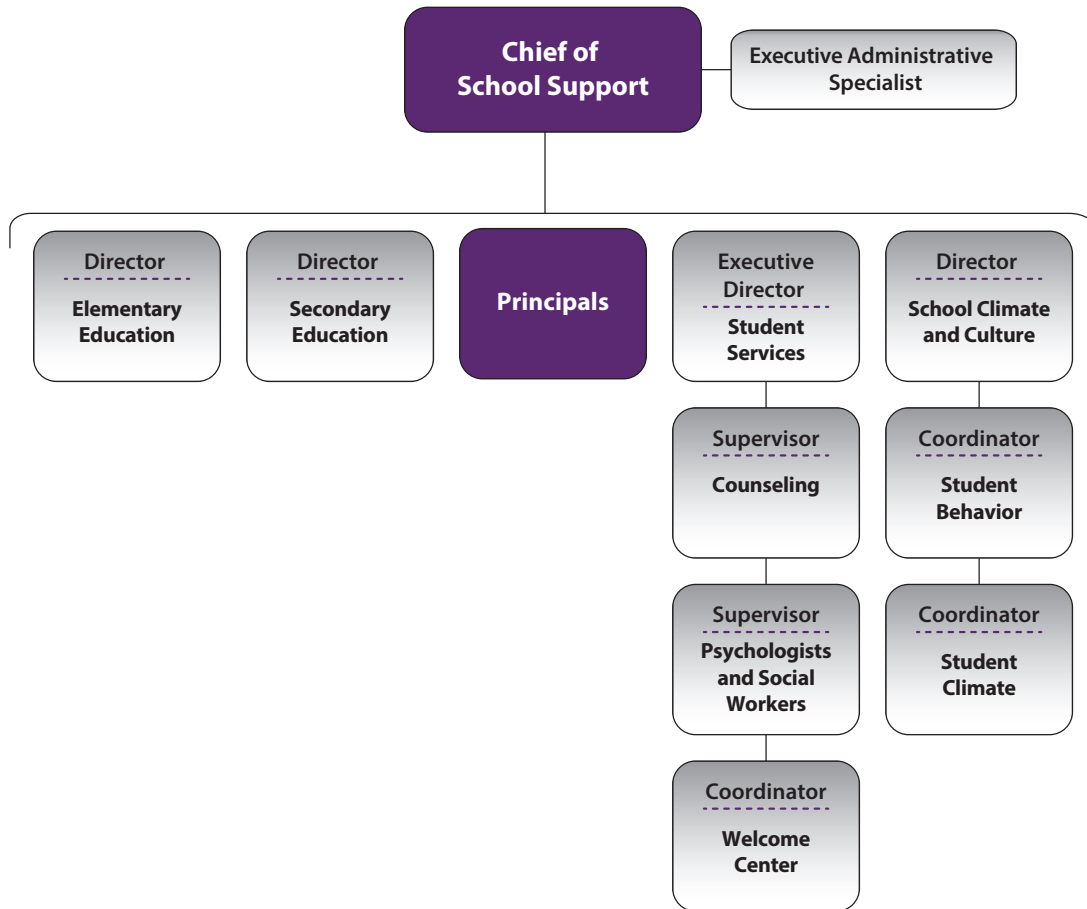 Chief of
School Support
Executive Administrative
Specialist
Director
Elementary
Education
Director
Secondary
Education
Principals
Executive
Director
Student
Services
Director
School Climate
and Culture
Supervisor
Counseling
Coordinator
Student
Behavior
Supervisor
Psychologists
and Social
Workers
Coordinator
Student
Climate
Coordinator
Welcome
Center